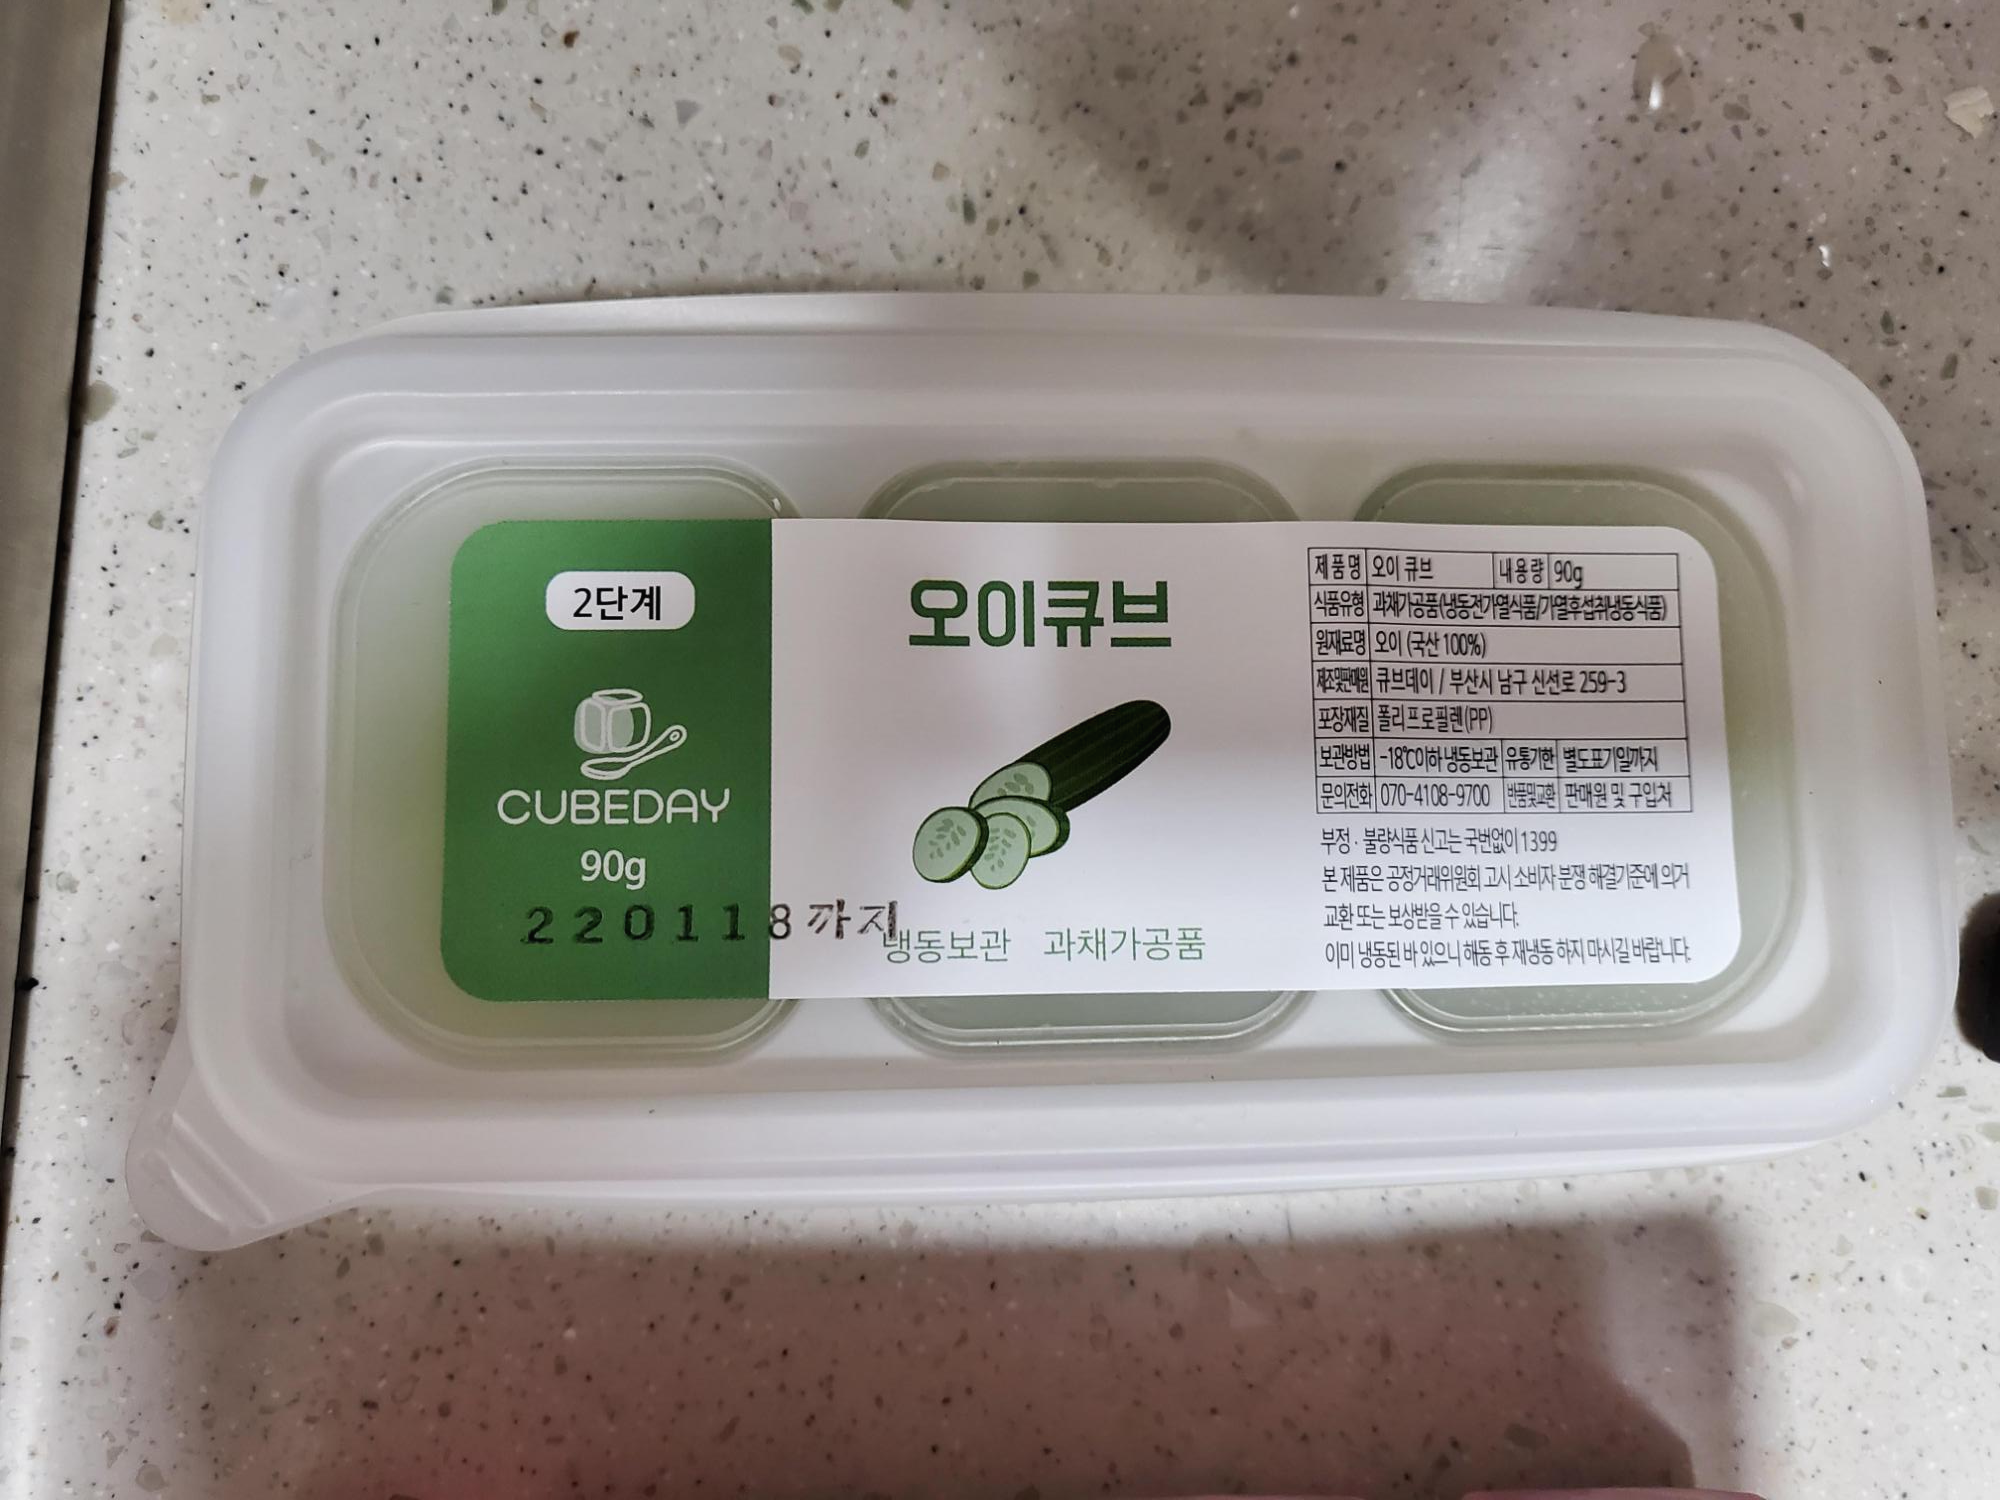 2단계
CUBEDAY
90g
220118까지
오이큐브
냉동보관 과채가공품
제품명 오이 큐브 내용량 90g
식품유형 과채가공품(냉동전가열식품/가열후섭취냉동식품)
원재료명 오이 (국산 100%)
제조및판매원 큐브데이 / 부산시 남구 신선로 259-3
포장재질 폴리프로필렌(PP)
보관방법 -18℃이하 냉동보관 유통기한 별도표기일까지
문의전화 070-4108-9700 반품및교환 판매원 및 구입처
부정·불량식품 신고는 국번없이 1399
본 제품은 공정거래위원회 고시 소비자 분쟁 해결기준에 의거
교환 또는 보상받을 수 있습니다.
이미 냉동된 바 있으니 해동 후 재냉동 하지 마시길 바랍니다.